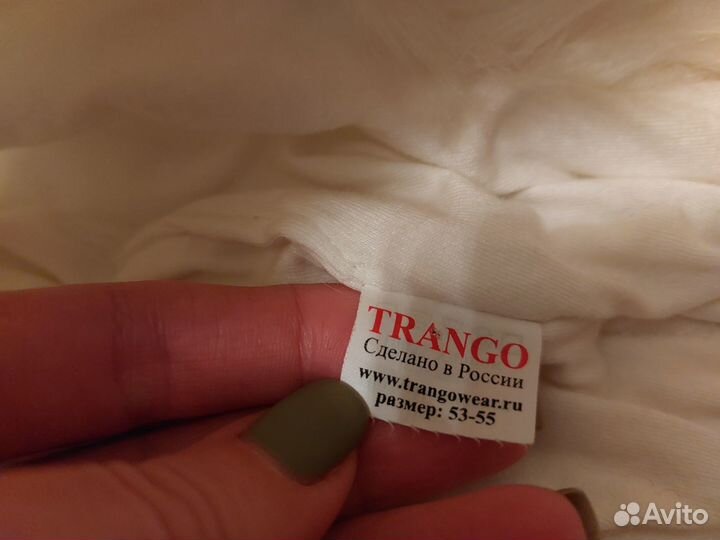 TRANGO
Сделано в России
www.trangowear.ru
размер: 53-55
Avito